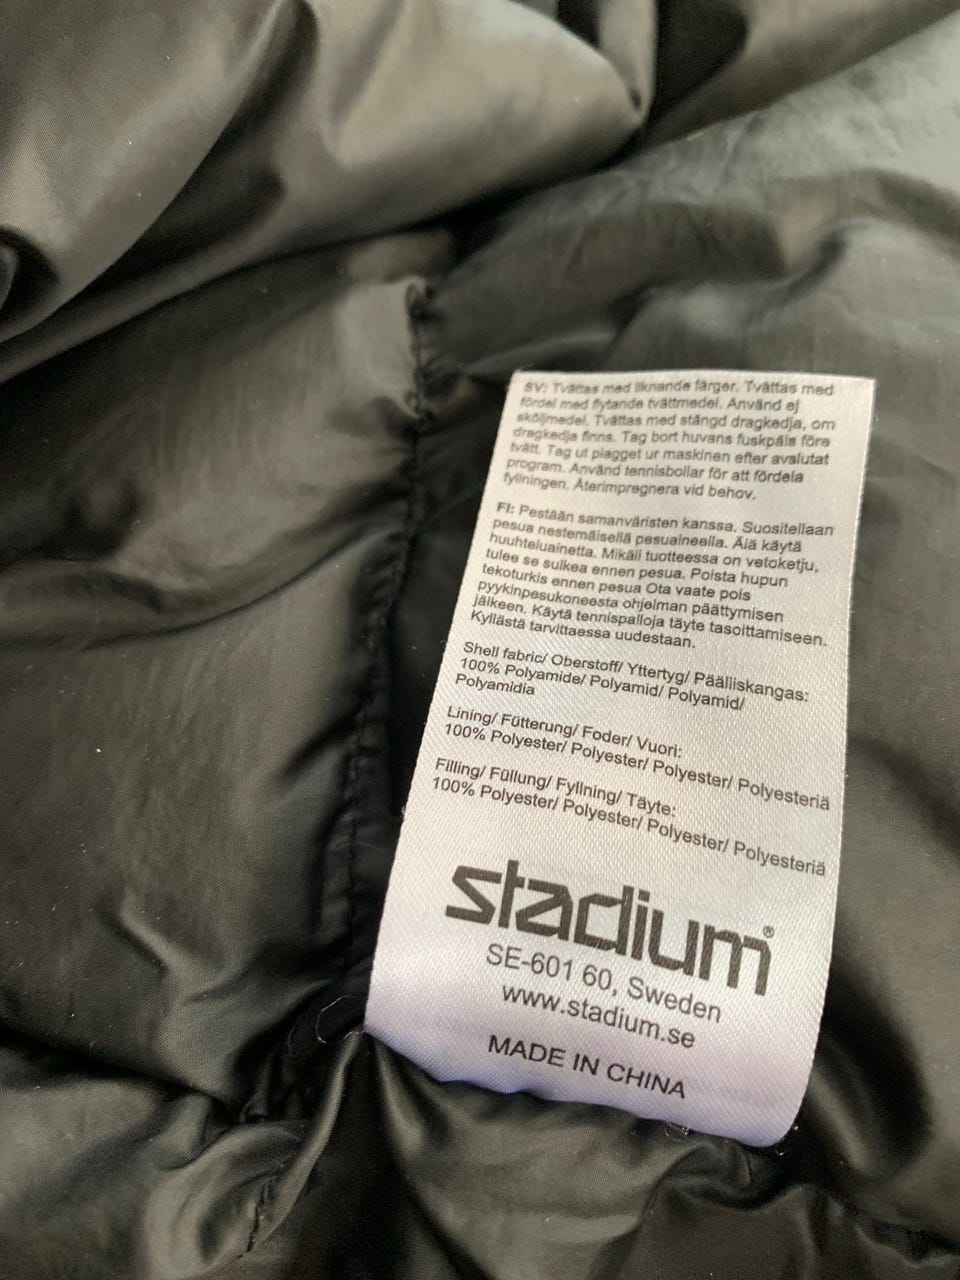 SV: Tvättas med liknande färger. Tvättas med
fördel med flytande tvättmedel. Använd ej
sköljmedel. Tvättas med stängd dragkedja, om
dragkedja finns. Tag bort huvans fuskpäls före
tvätt. Tag ut plagget ur maskinen efter avslutat
program. Använd tennisbollar för att fördela
fyllningen. Återimpregnera vid behov.
FI: Pestään samanväristen kanssa. Suositellaan
pesua nestemäisellä pesuaineella. Älä käytä
huuhteluainetta. Mikäli tuotteessa on vetoketju,
tulee se sulkea ennen pesua. Poista hupun
tekoturkis ennen pesua Ota vaate pois
pyykinpesukoneesta ohjelman päättymisen
jälkeen. Käytä tennispalloja täyte tasoittamiseen.
Kyllästä tarvittaessa uudestaan.
Shell fabric/ Oberstoff/ Yttertyg/ Päälliskangas:
100% Polyamide/ Polyamid/ Polyamid/
Polyamidia
Lining/ Fütterung/ Foder/ Vuori:
100% Polyester/ Polyester/ Polyester/ Polyesteriä
Filling/ Füllung/ Fyllning/ Täyte:
100% Polyester/ Polyester/ Polyester/ Polyesteriä
stadium®
SE-601 60, Sweden
www.stadium.se
MADE IN CHINA